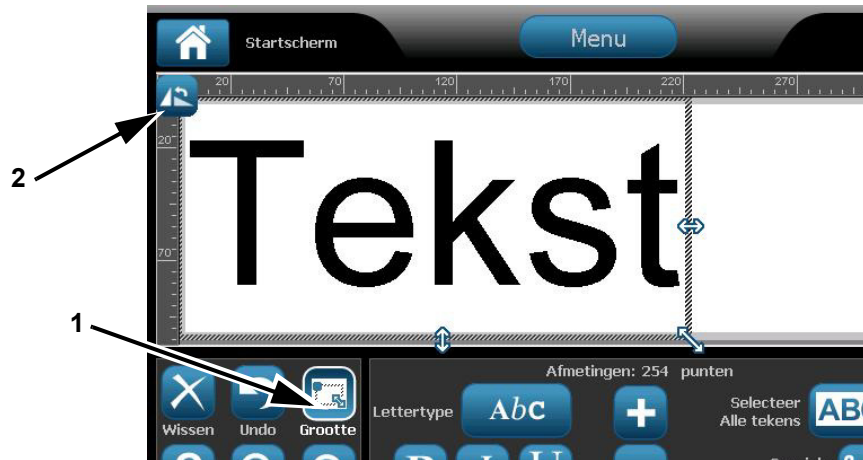 Startscherm
Menu
20 70 120 170 220 270
20
2
Tekst
70
1
Afmetingen: 254 punten
Lettertype
AbC
Selecteer
Alle tekens
Wissen
Undo
Grootte
B I U